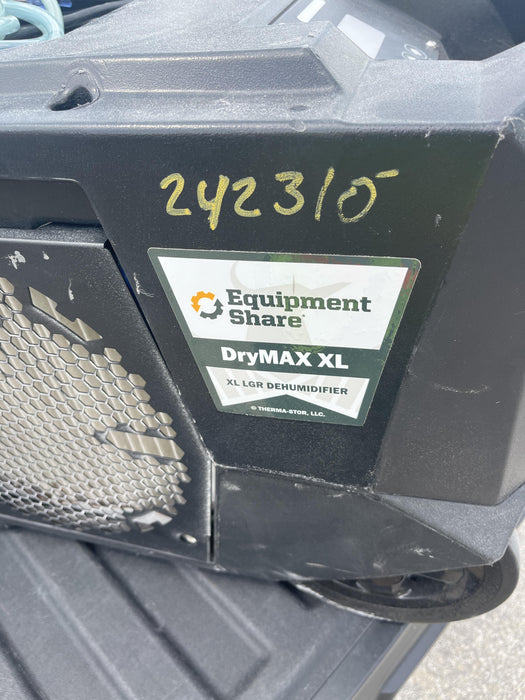 242310
Equipment
Share
DryMAX XL
XL LGR DEHUMIDIFIER
© THERMA-STOR, LLC.